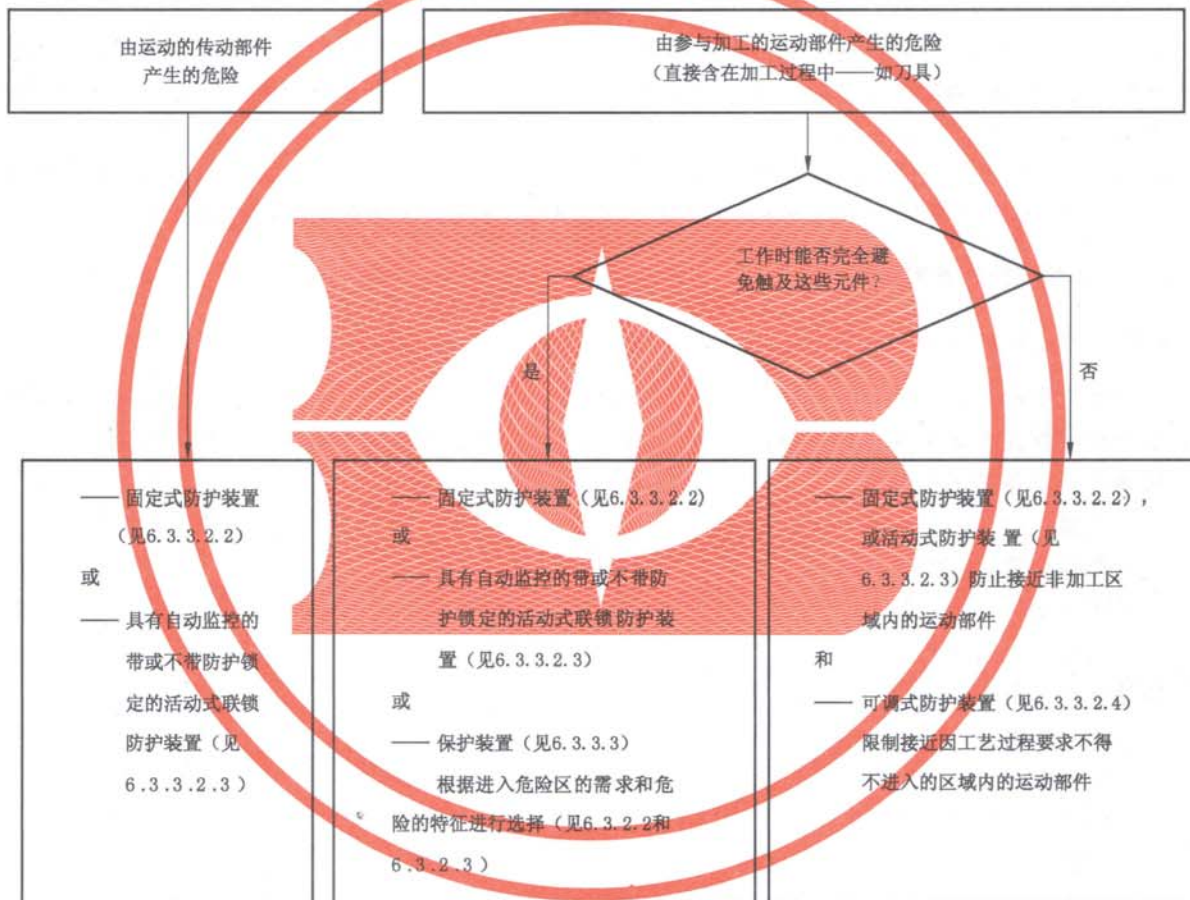 由运动的传动部件
产生的危险
由参与加工的运动部件产生的危险
（直接含在加工过程中——如刀具）
工作时能否完全避
免触及这些元件？
是
否
—— 固定式防护装置
（见6.3.3.2.2）
或
—— 具有自动监控的
带或不带防护锁
定的活动式联锁
防护装置（见
6.3.3.2.3）
—— 固定式防护装置（见6.3.3.2.2）
或
—— 具有自动监控的带或不带防
护锁定的活动式联锁防护装
置（见6.3.3.2.3）
或
—— 保护装置（见6.3.3.3）
根据进入危险区的需求和危
险的特征进行选择（见6.3.2.2和
6.3.2.3）
—— 固定式防护装置（见6.3.3.2.2），
或活动式防护装 置（见
6.3.3.2.3）防止接近非加工区
域内的运动部件
和
—— 可调式防护装置（见6.3.3.2.4）
限制接近因工艺过程要求不得
不进入的区域内的运动部件